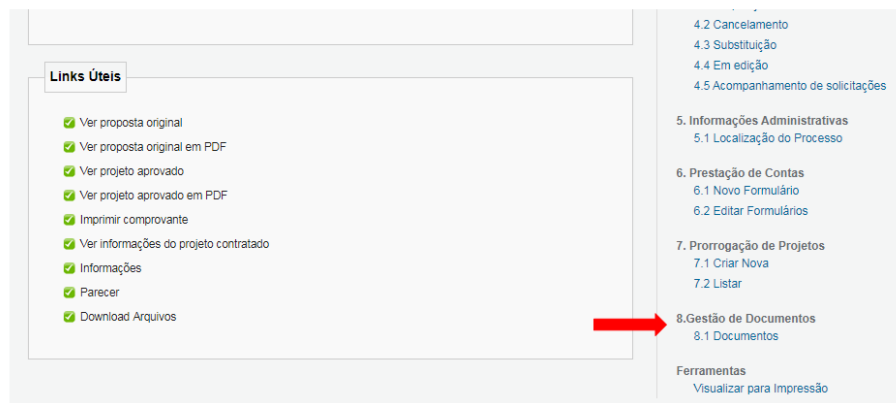 Links Úteis
Ver proposta original
Ver proposta original em PDF
Ver projeto aprovado
Ver projeto aprovado em PDF
Imprimir comprovante
Ver informações do projeto contratado
Informações
Parecer
Download Arquivos
4.2 Cancelamento
4.3 Substituição
4.4 Em edição
4.5 Acompanhamento de solicitações
5. Informações Administrativas
5.1 Localização do Processo
6. Prestação de Contas
6.1 Novo Formulário
6.2 Editar Formulários
7. Prorrogação de Projetos
7.1 Criar Nova
7.2 Listar
8.Gestão de Documentos
8.1 Documentos
Ferramentas
Visualizar para Impressão